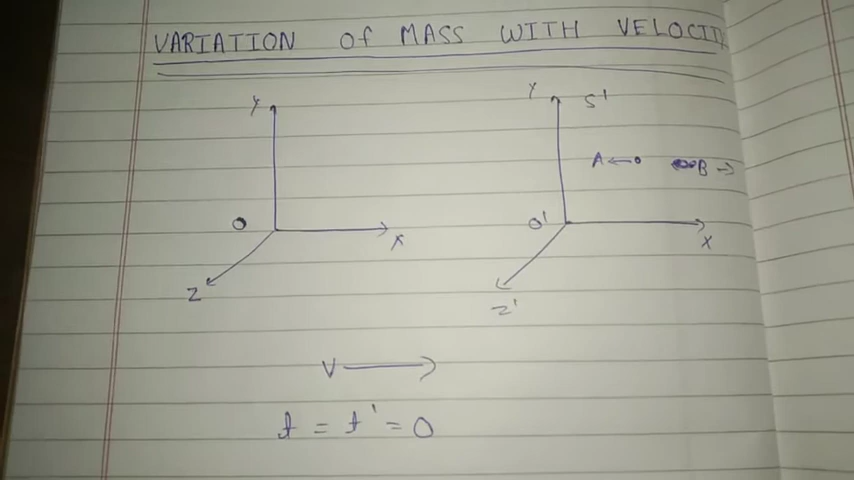 VARIATION of MASS WITH VELOCIT
Y
Y S'
A B
O
O'
X
X
Z
Z'
V
t = t' = 0